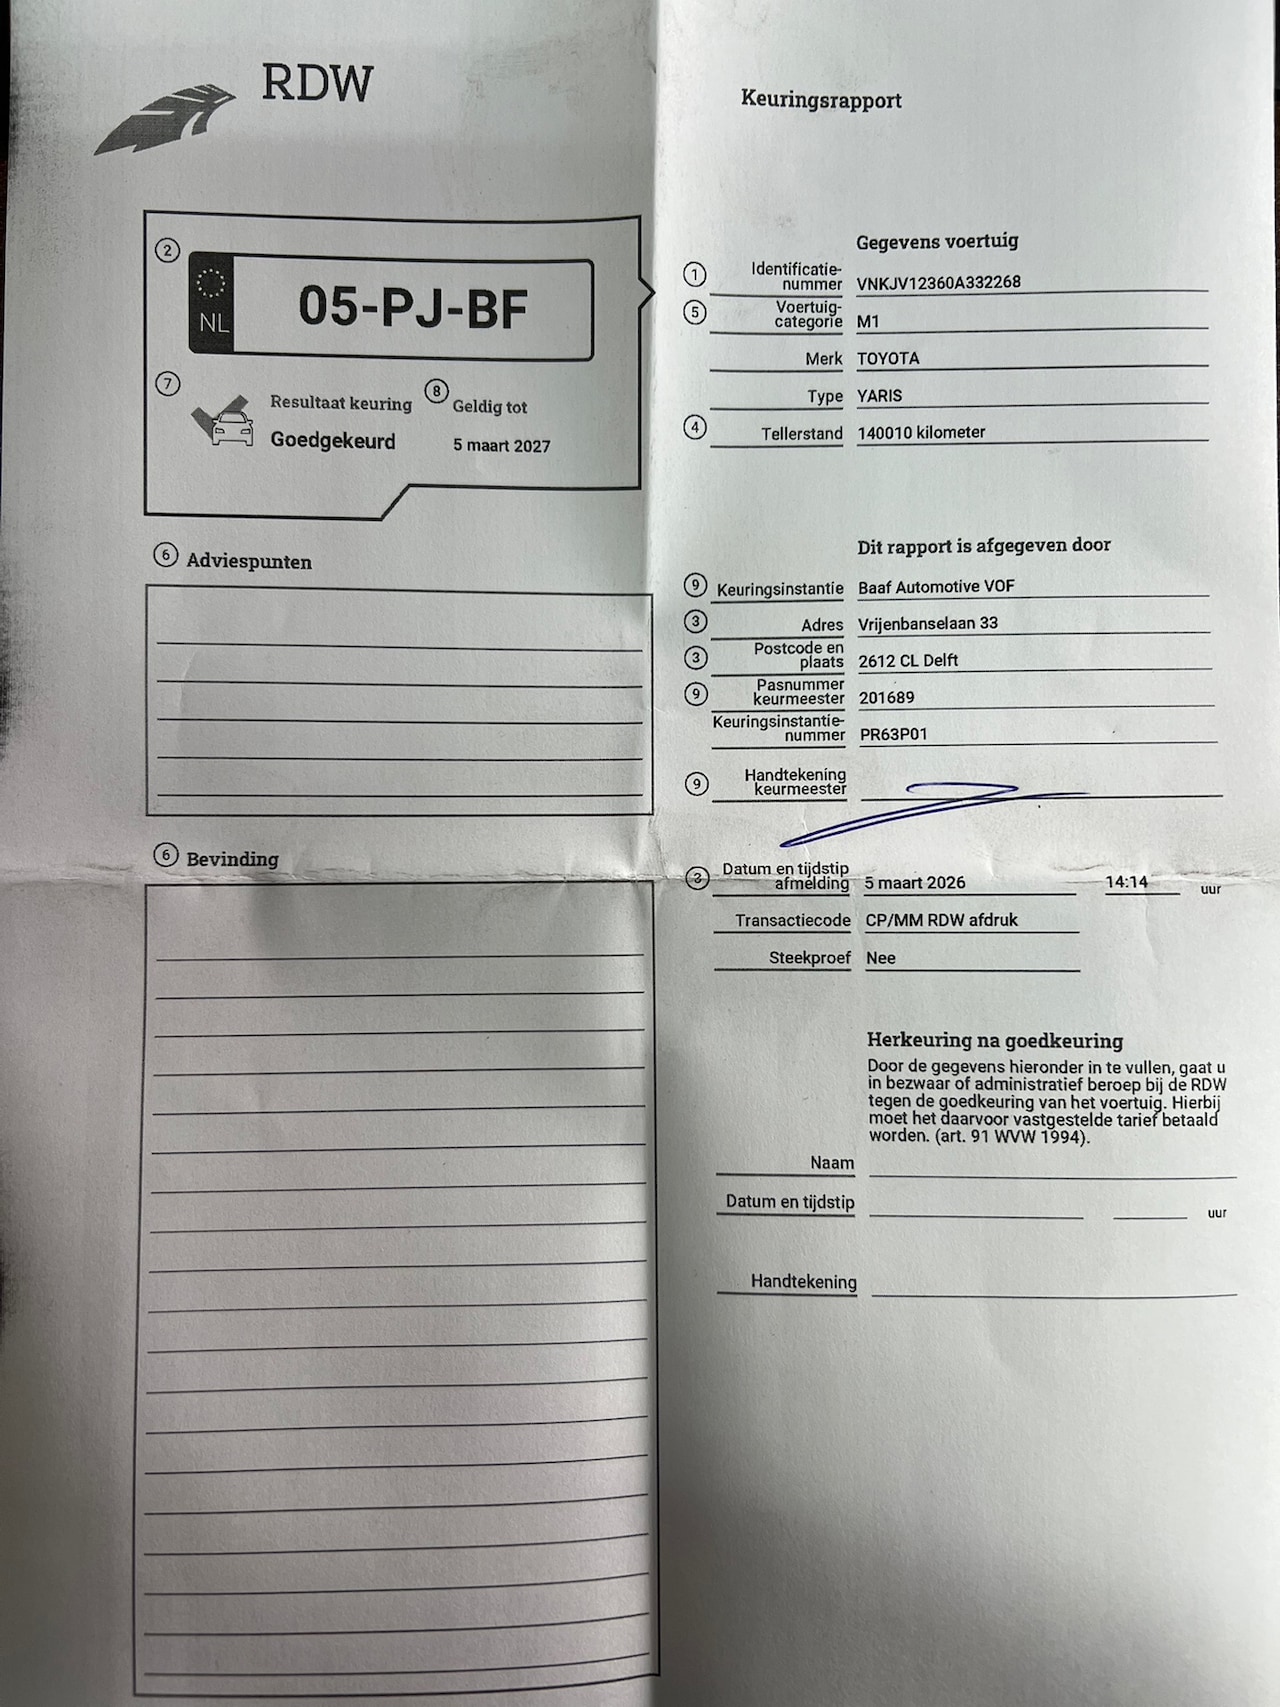 RDW
Keuringsrapport
2
NL
05-PJ-BF
7
Resultaat keuring
Goedgekeurd
8
Geldig tot
5 maart 2027
6 Adviespunten
6 Bevinding
Gegevens voertuig
1 Identificatie-
nummer VNKJV12360A332268
5 Voertuig-
categorie M1
Merk TOYOTA
Type YARIS
4 Tellerstand 140010 kilometer
Dit rapport is afgegeven door
9 Keuringsinstantie Baaf Automotive VOF
3 Adres Vrijenbanselaan 33
3 Postcode en
plaats 2612 CL Delft
9 Pasnummer
keurmeester 201689
Keuringsinstantie-
nummer PR63P01
9 Handtekening
keurmeester
3 Datum en tijdstip
afmelding 5 maart 2026 14:14 uur
Transactiecode CP/MM RDW afdruk
Steekproef Nee
Herkeuring na goedkeuring
Door de gegevens hieronder in te vullen, gaat u
in bezwaar of administratief beroep bij de RDW
tegen de goedkeuring van het voertuig. Hierbij
moet het daarvoor vastgestelde tarief betaald
worden. (art. 91 WVW 1994).
Naam
Datum en tijdstip uur
Handtekening